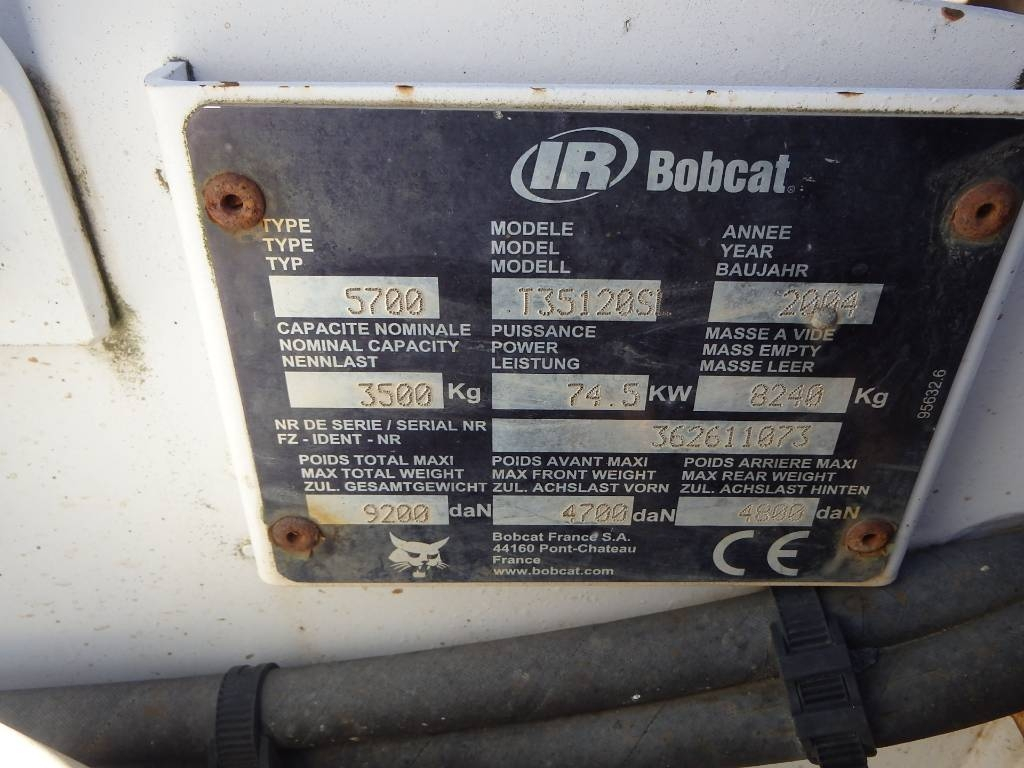 IR Bobcat®
TYPE MODELE ANNEE
TYPE MODEL YEAR
TYP MODELL BAUJAHR
5700 T35120SL 2004
CAPACITE NOMINALE PUISSANCE MASSE A VIDE
NOMINAL CAPACITY POWER MASS EMPTY
NENNLAST LEISTUNG MASSE LEER
3500 Kg 74.5 KW 8240 Kg
NR DE SERIE / SERIAL NR
FZ - IDENT - NR
362611073
POIDS TOTAL MAXI POIDS AVANT MAXI POIDS ARRIERE MAXI
MAX TOTAL WEIGHT MAX FRONT WEIGHT MAX REAR WEIGHT
ZUL. GESAMTGEWICHT ZUL. ACHSLAST VORN ZUL. ACHSLAST HINTEN
9200 daN 4700 daN 4800 daN
Bobcat France S.A.
44160 Pont-Chateau
France
www.bobcat.com
CE
95632.6